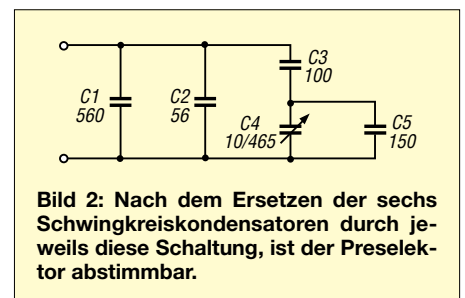 C3
100
C1
560
C2
56
C4
10/465
C5
150
Bild 2: Nach dem Ersetzen der sechs
Schwingkreiskondensatoren durch je-
weils diese Schaltung, ist der Preselek-
tor abstimmbar.